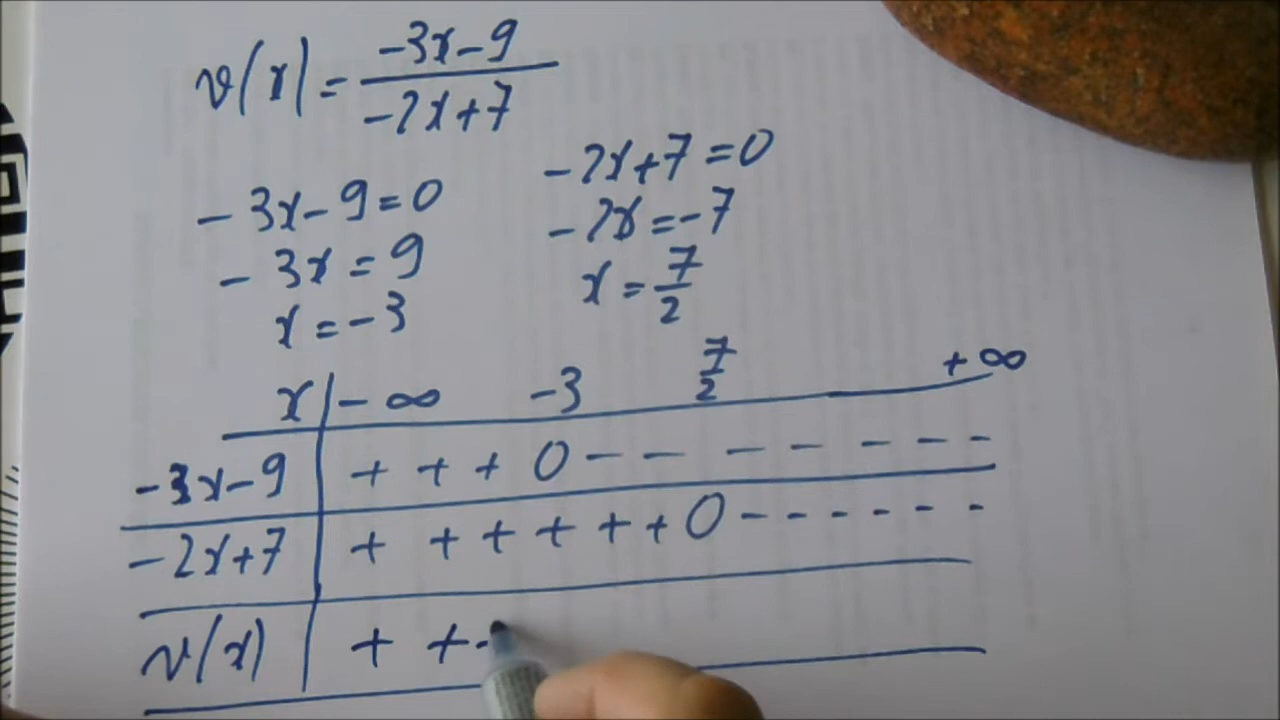 v(x) = (-3x-9)/(-2x+7)
-3x-9=0
-3x=9
x=-3
-2x+7=0
-2x=-7
x=7/2
x | -∞ -3 7/2 +∞
-3x-9 | + + + 0 - - - - - - -
-2x+7 | + + + + + + 0 - - - - - -
v(x) | + + -